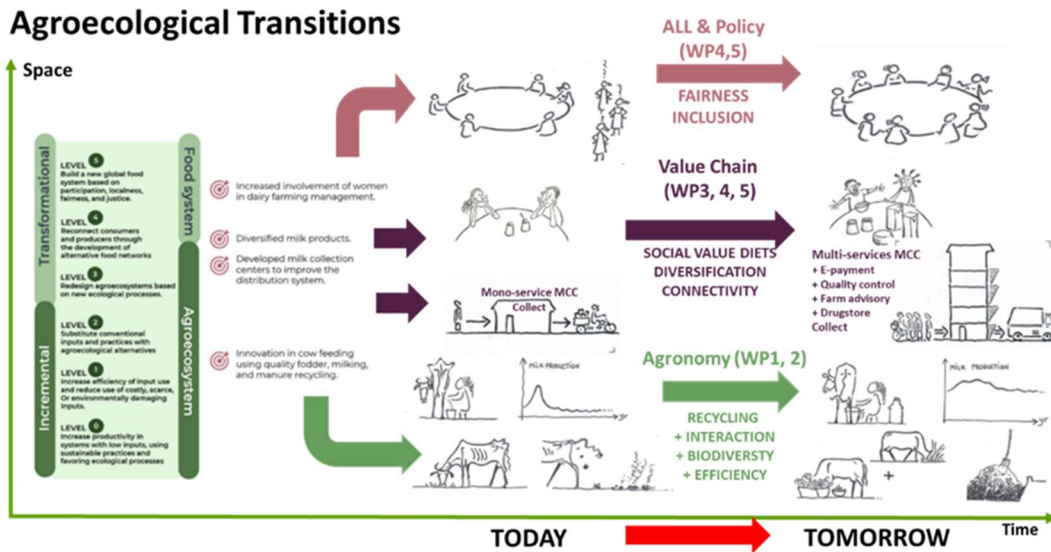 Agroecological Transitions
Space
Transformational
Incremental
Food system
Agroecosystem
LEVEL 5
Build a new global food
system based on
participation, localness,
fairness, and justice.
LEVEL 4
Reconnect consumers
and producers through
the development of
alternative food networks
LEVEL 3
Redesign agroecosystems based
on new ecological processes.
LEVEL 2
Substitute conventional
inputs and practices with
agroecological alternatives
LEVEL 1
Increase efficiency of input use
and reduce use of costly, scarce,
Or environmentally damaging
inputs.
LEVEL 0
Increase productivity in
systems with low inputs, using
sustainable practices and
favoring ecological processes
Increased involvement of women
in dairy farming management.
Diversified milk products.
Developed milk collection
centers to improve the
distribution system.
Innovation in cow feeding
using quality fodder, milking,
and manure recycling.
ALL & Policy
(WP4,5)
FAIRNESS
INCLUSION
Value Chain
(WP3, 4, 5)
SOCIAL VALUE DIETS
DIVERSIFICATION
CONNECTIVITY
Mono-service MCC
Collect
Multi-services MCC
+ E-payment
+ Quality control
+ Farm advisory
+ Drugstore
Collect
Agronomy (WP1, 2)
RECYCLING
+ INTERACTION
+ BIODIVERSTY
+ EFFICIENCY
MILK PRODUCTION
MILK PRODUCTION
+
TODAY
TOMORROW
Time